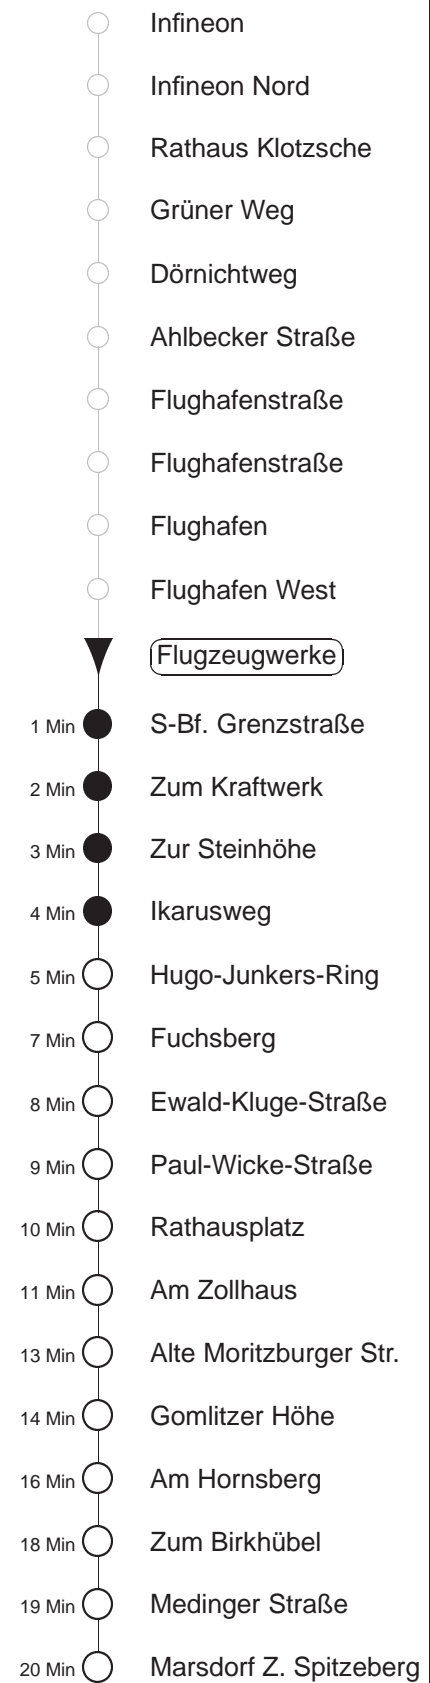 Infineon
Infineon Nord
Rathaus Klotzsche
Grüner Weg
Dörnichtweg
Ahlbecker Straße
Flughafenstraße
Flughafenstraße
Flughafen
Flughafen West
Flugzeugwerke
1 Min S-Bf. Grenzstraße
2 Min Zum Kraftwerk
3 Min Zur Steinhöhe
4 Min Ikarusweg
5 Min Hugo-Junkers-Ring
7 Min Fuchsberg
8 Min Ewald-Kluge-Straße
9 Min Paul-Wicke-Straße
10 Min Rathausplatz
11 Min Am Zollhaus
13 Min Alte Moritzburger Str.
14 Min Gomlitzer Höhe
16 Min Am Hornsberg
18 Min Zum Birkhübel
19 Min Medinger Straße
20 Min Marsdorf Z. Spitzeberg